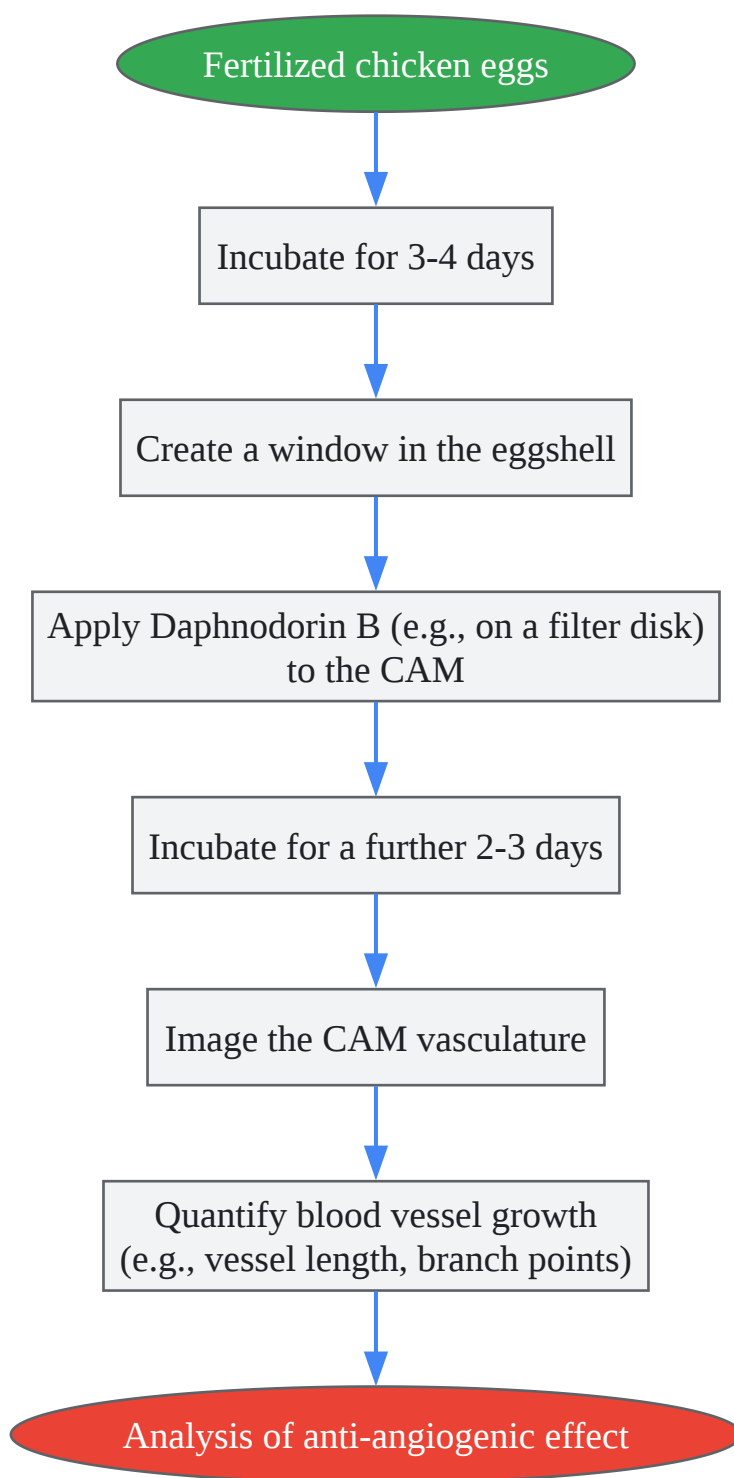 Fertilized chicken eggs
Incubate for 3-4 days
Create a window in the eggshell
Apply Daphnodorin B (e.g., on a filter disk)
to the CAM
Incubate for a further 2-3 days
Image the CAM vasculature
Quantify blood vessel growth
(e.g., vessel length, branch points)
Analysis of anti-angiogenic effect